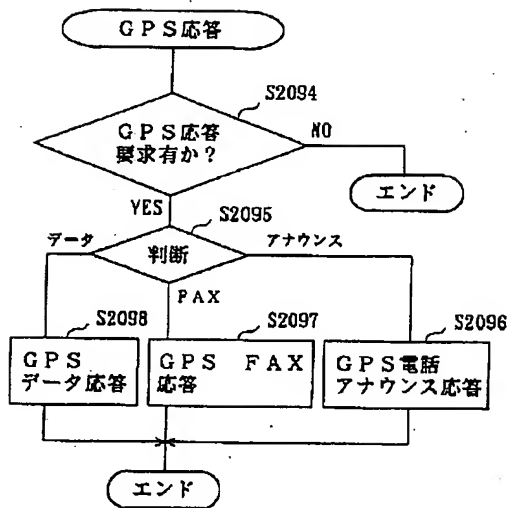 GPS応答
S2094
GPS応答
要求有か?
NO
エンド
YES
S2095
データ
判断
アナウンス
FAX
S2098
S2097
S2096
GPS
データ応答
GPS FAX
応答
GPS電話
アナウンス応答
エンド